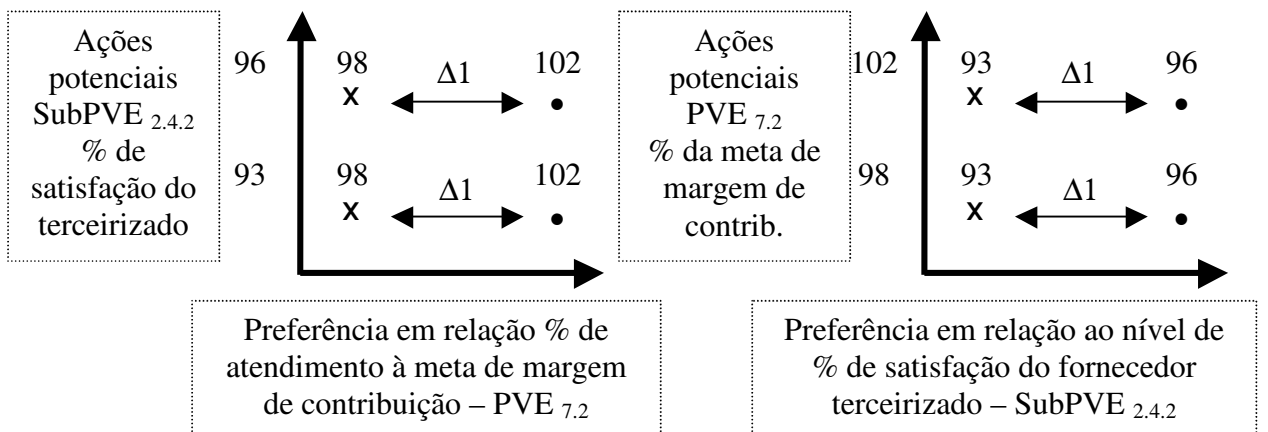 Ações
potenciais
SubPVE 2.4.2
% de
satisfação do
terceirizado
96
98
Δ1
102
x
•
93
98
Δ1
102
x
•
Preferência em relação % de
atendimento à meta de margem
de contribuição – PVE 7.2
Ações
potenciais
PVE
7.2
% da meta de
margem de
contrib.
102
93
Δ1
96
x
•
98
93
Δ1
96
x
•
Preferência em relação ao nível de
% de satisfação do fornecedor
terceirizado – SubPVE 2.4.2